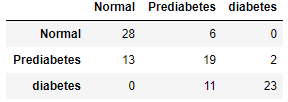 Normal Prediabetes diabetes
Normal 28 6 0
Prediabetes 13 19 2
diabetes 0 11 23